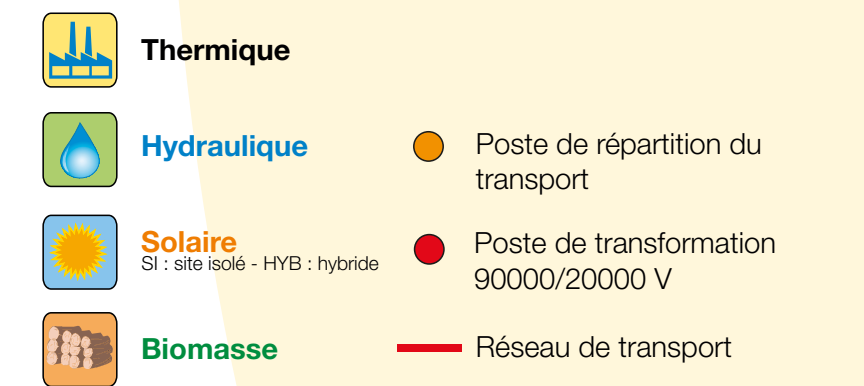 Thermique
Hydraulique
Solaire
SI : site isolé - HYB : hybride
Biomasse
Poste de répartition du
transport
Poste de transformation
90000/20000 V
Réseau de transport